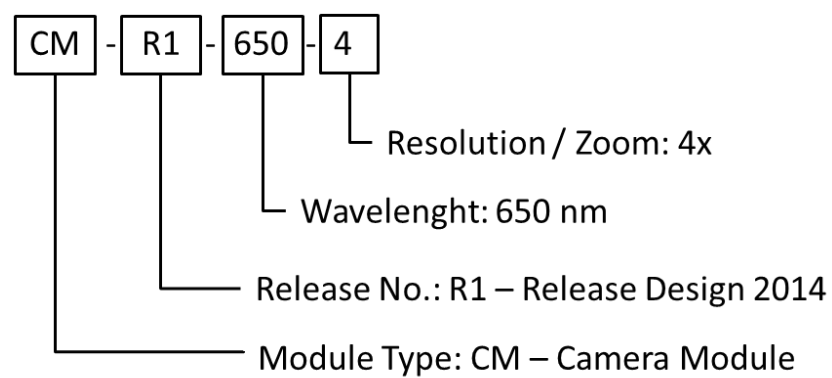 CM - R1 - 650 - 4
Resolution / Zoom: 4x
Wavelenght: 650 nm
Release No.: R1 – Release Design 2014
Module Type: CM – Camera Module